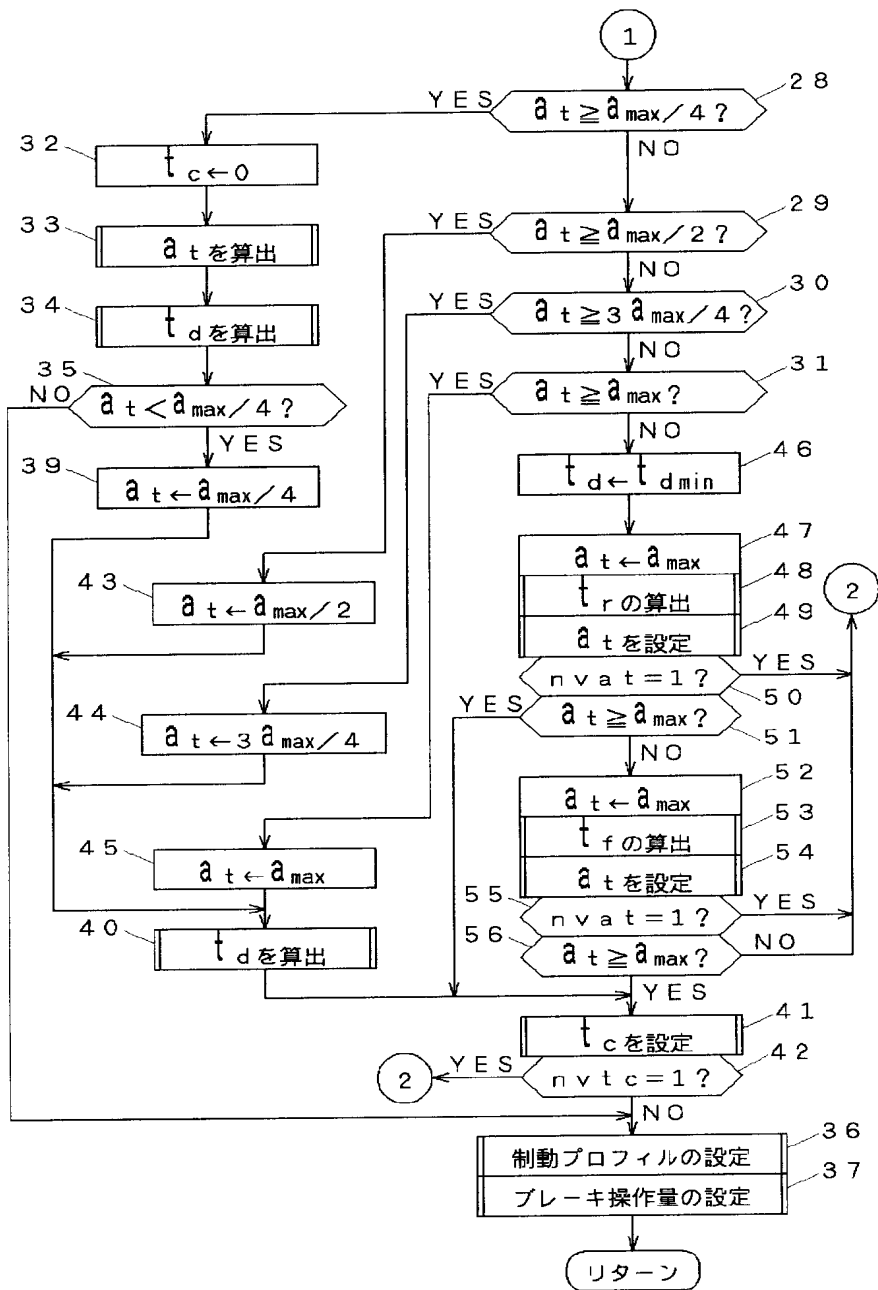 1
28
YES
a t ≧ a max／4？
32
NO
t c ← 0
29
33
YES
a t ≧ a max／2？
a t を算出
NO
30
34
YES
a t ≧ 3 a max／4？
t d を算出
NO
31
35
YES
NO
a t < a max／4？
a t ≧ a max？
YES
NO
46
39
t d ← t dmin
a t ← a max／4
47
a t ← a max
48
43
t r の算出
2
49
a t ← a max／2
a t を設定
nvat＝1？
YES
50
YES
a t ≧ a max？
51
44
NO
a t ← 3 a max／4
52
a t ← a max
53
t f の算出
45
54
a t ← a max
a t を設定
55
nvat＝1？
YES
40
56
a t ≧ a max？
NO
t d を算出
YES
41
t c を設定
42
2
YES
nvtc＝1？
NO
36
制動プロフィルの設定
37
ブレーキ操作量の設定
リターン